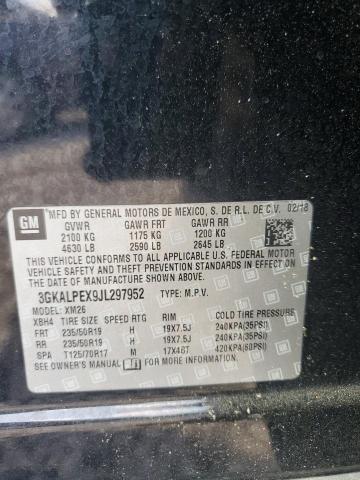 GM
MFD BY GENERAL MOTORS DE MEXICO, S. DE R.L. DE C.V. 02/18
GVWR GAWR FRT GAWR RR
2100 KG 1175 KG 1200 KG
4630 LB 2590 LB 2645 LB
THIS VEHICLE CONFORMS TO ALL APPLICABLE U.S. FEDERAL MOTOR
VEHICLE SAFETY, BUMPER, AND THEFT PREVENTION STANDARDS IN
EFFECT ON THE DATE OF MANUFACTURE SHOWN ABOVE.
3GKALPEX9JL297952 TYPE: M.P.V.
MODEL: XM26
XBH4 TIRE SIZE SPEED RTG RIM COLD TIRE PRESSURE
FRT 235/50R19 H 19X7.5J 240KPA(35PSI)
RR 235/50R19 H 19X7.5J 240KPA(35PSI)
SPA T125/70R17 M 17X4BT 420KPA(60PSI)
SEE OWNER'S MANUAL FOR MORE INFORMATION.